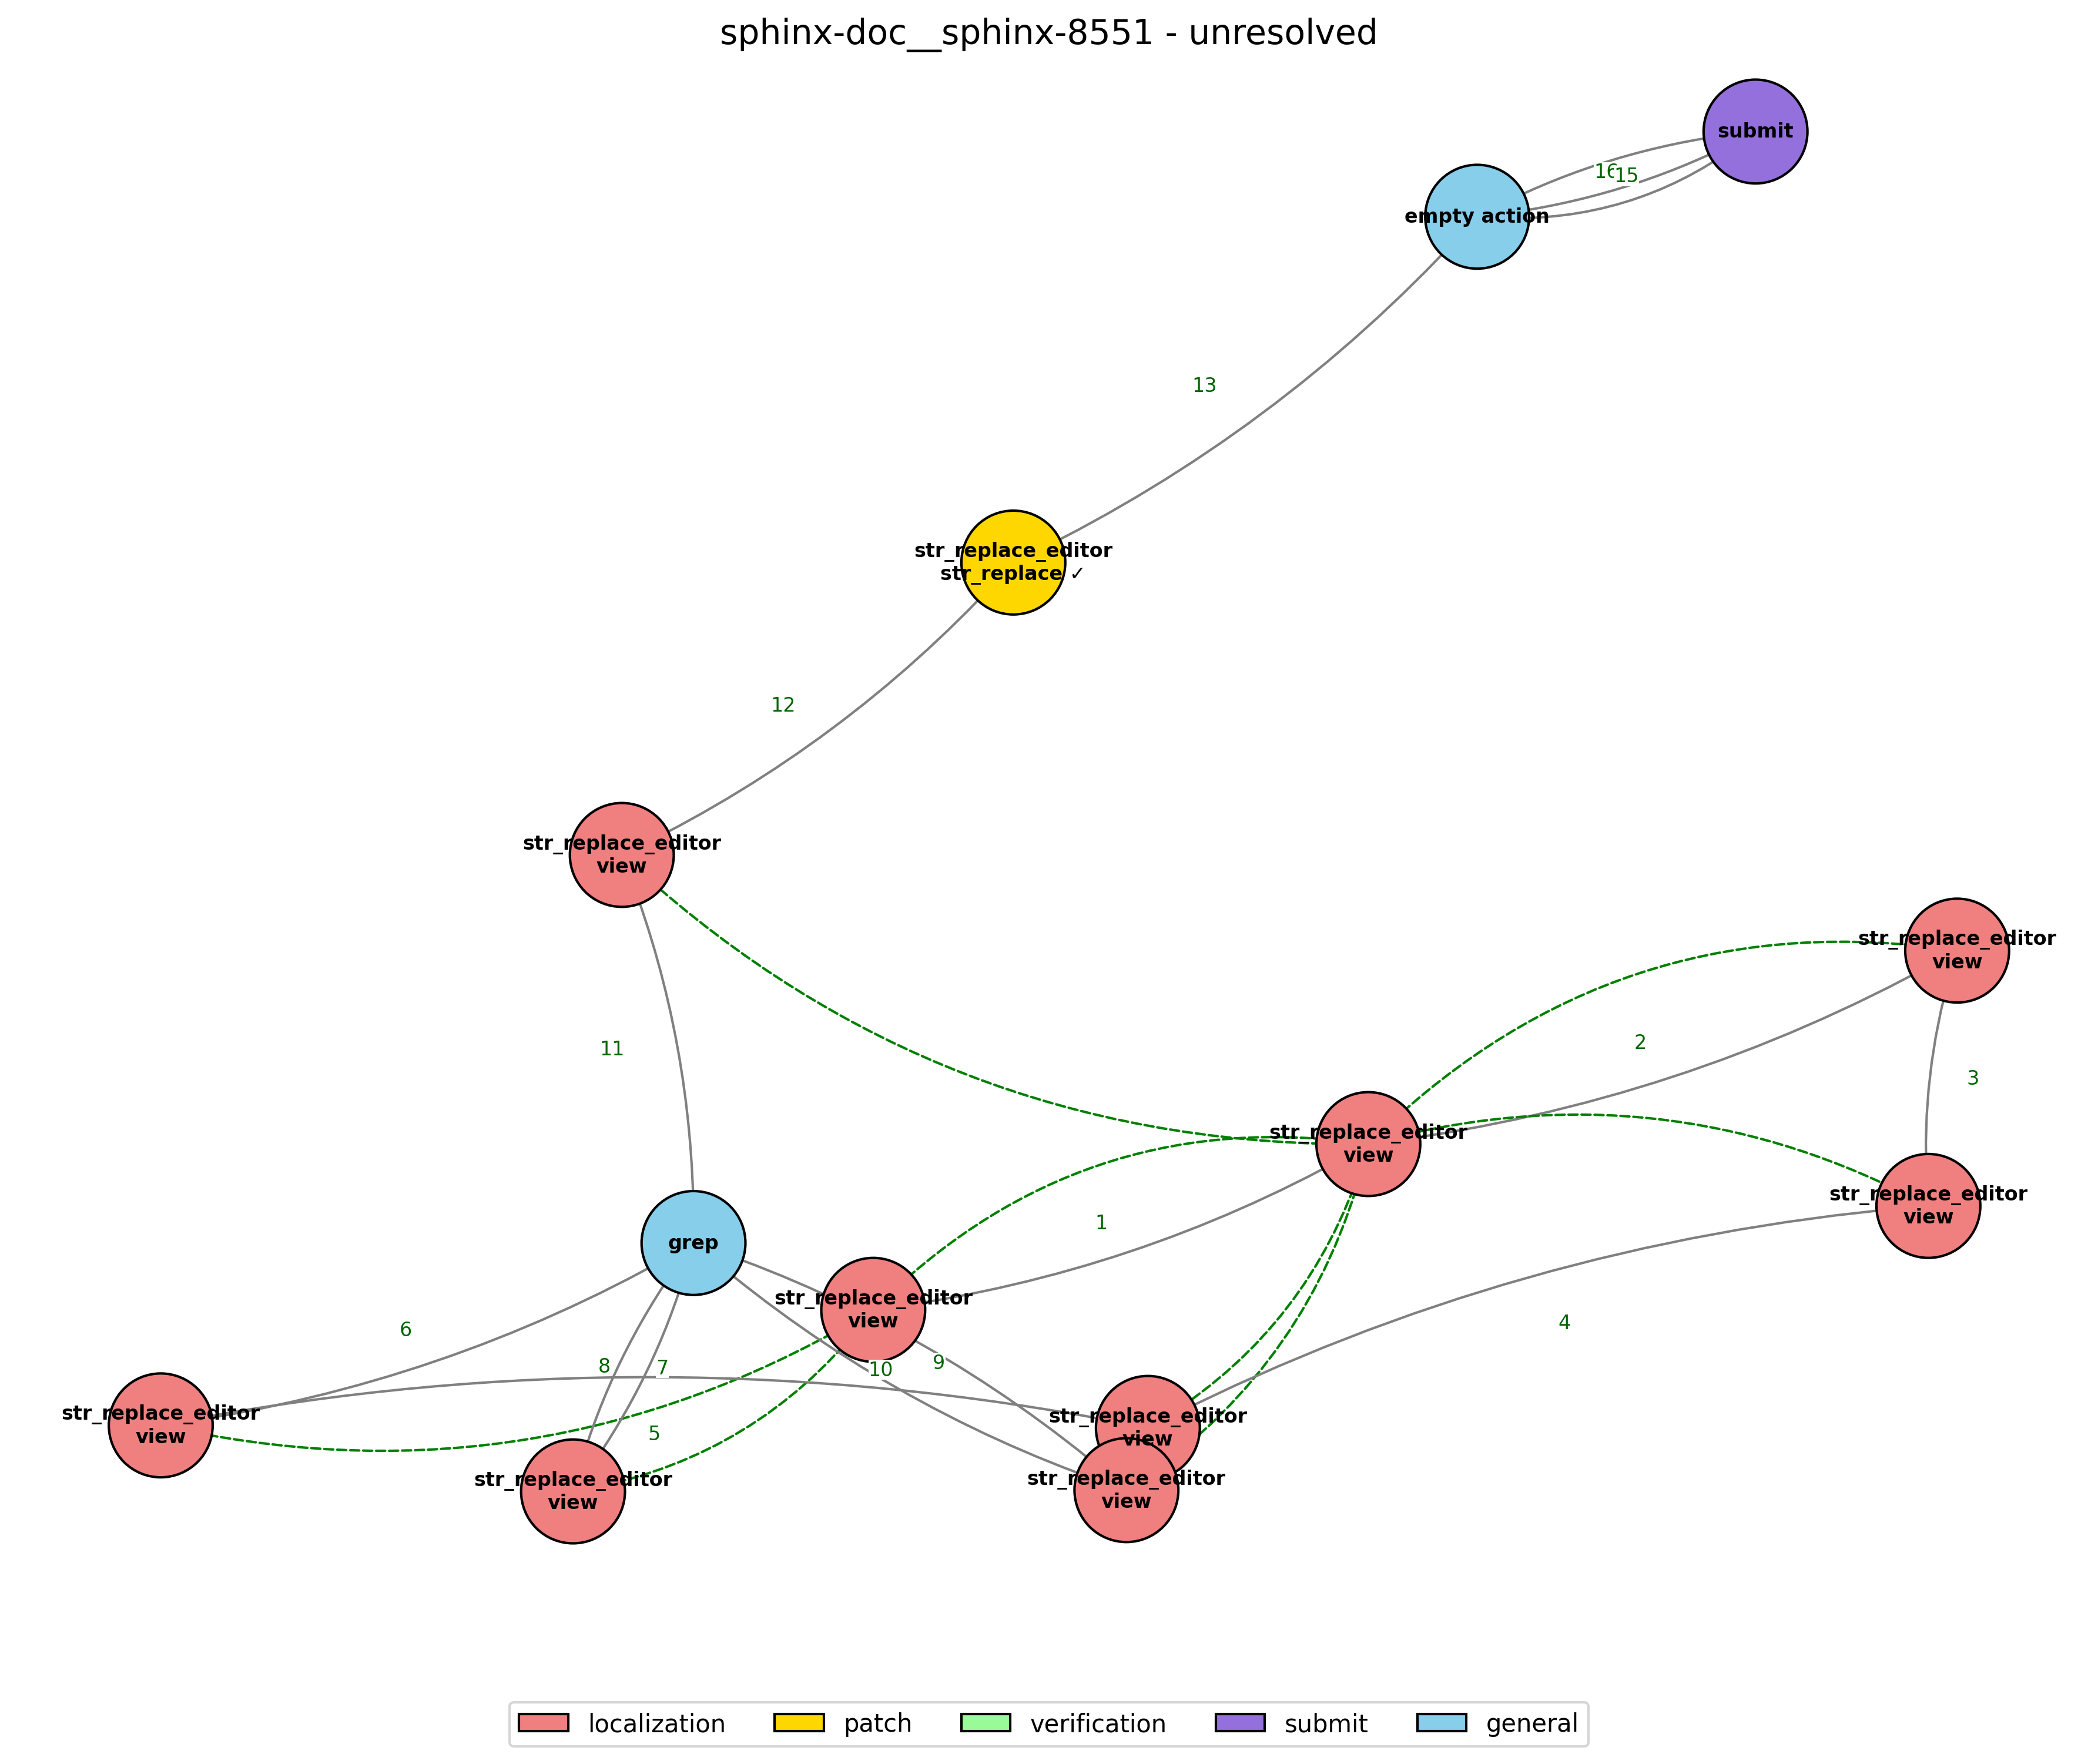 sphinx-doc__sphinx-8551 - unresolved
submit
16
15
empty action
13
str_replace_editor
str_replace ✓
12
str_replace_editor
view
str_replace_editor
view
11
2
3
str_replace_editor
view
str_replace_editor
view
1
grep
str_replace_editor
view
4
6
8
7
10
9
str_replace_editor
view
5
str_replace_editor
view
str_replace_editor
view
str_replace_editor
view
localization
patch
verification
submit
general